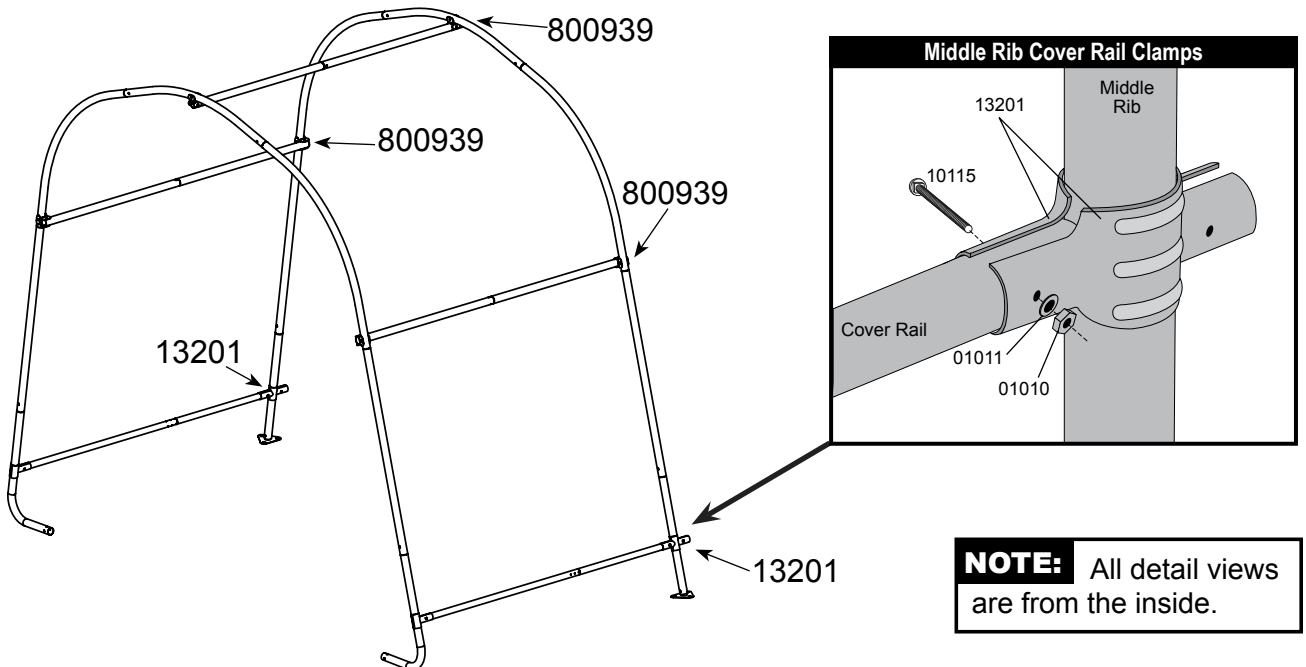 800939
800939
800939
13201
13201
Middle Rib Cover Rail Clamps
Middle
Rib
13201
10115
Cover Rail
01011
01010
NOTE: All detail views
are from the inside.